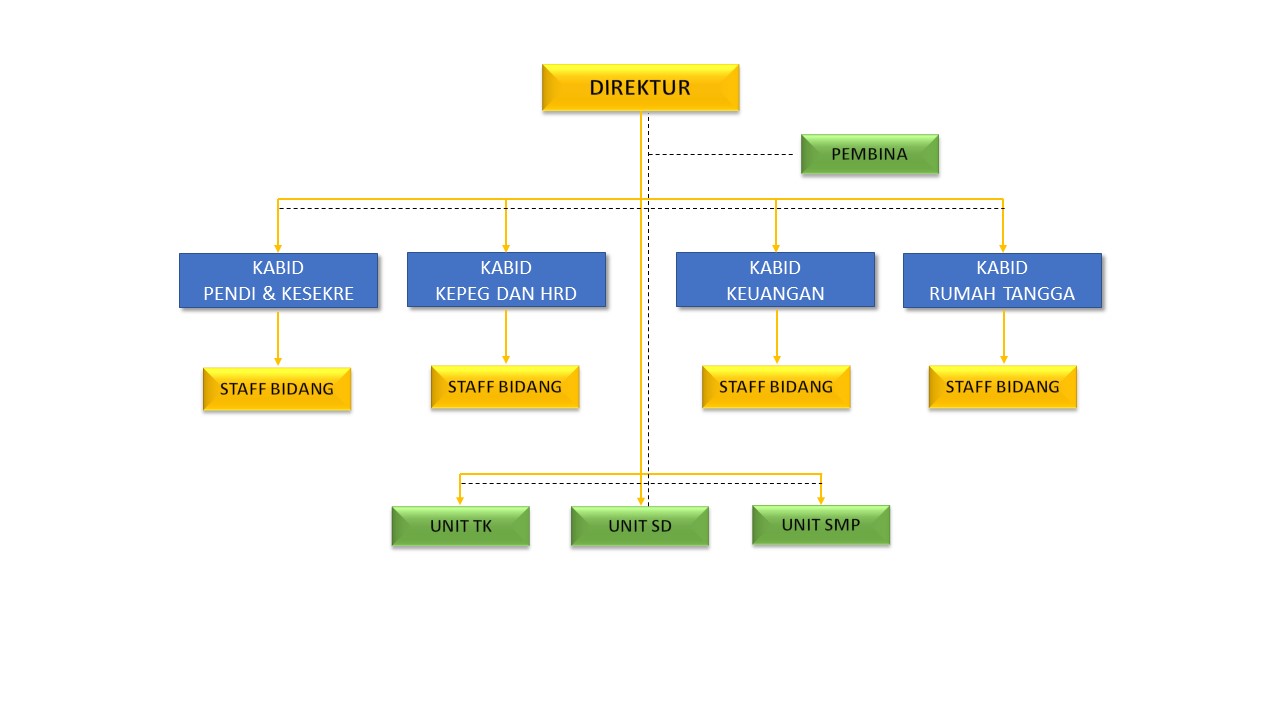 DIREKTUR
PEMBINA
KABID
PENDI & KESEKRE
KABID
KEPEG DAN HRD
KABID
KEUANGAN
KABID
RUMAH TANGGA
STAFF BIDANG
STAFF BIDANG
STAFF BIDANG
STAFF BIDANG
UNIT TK
UNIT SD
UNIT SMP